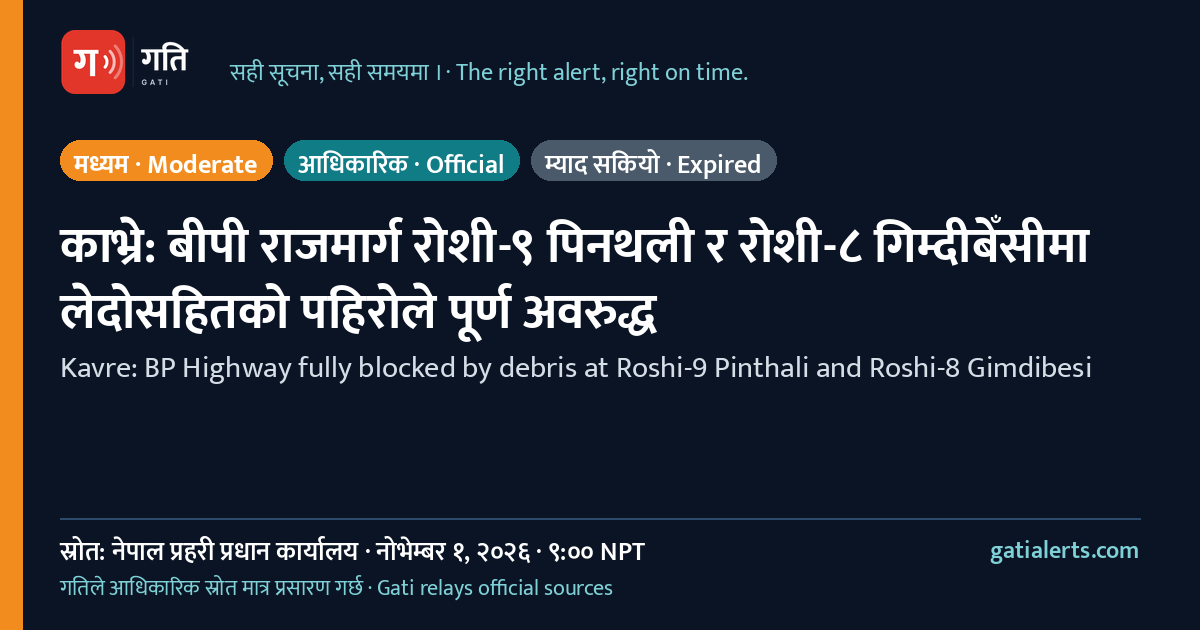 ग गति
GATI
सही सूचना, सही समयमा । · The right alert, right on time.
मध्यम · Moderate
आधिकारिक · Official
म्याद सकियो · Expired
काभ्रे: बीपी राजमार्ग रोशी-९ पिनथली र रोशी-८ गिम्दीबेँसीमा
लेदोसहितको पहिरोले पूर्ण अवरुद्ध
Kavre: BP Highway fully blocked by debris at Roshi-9 Pinthali and Roshi-8 Gimdibesi
स्रोत: नेपाल प्रहरी प्रधान कार्यालय · नोभेम्बर १, २०२६ · ९:०० NPT
gatialerts.com
गतिले आधिकारिक स्रोत मात्र प्रसारण गर्छ · Gati relays official sources